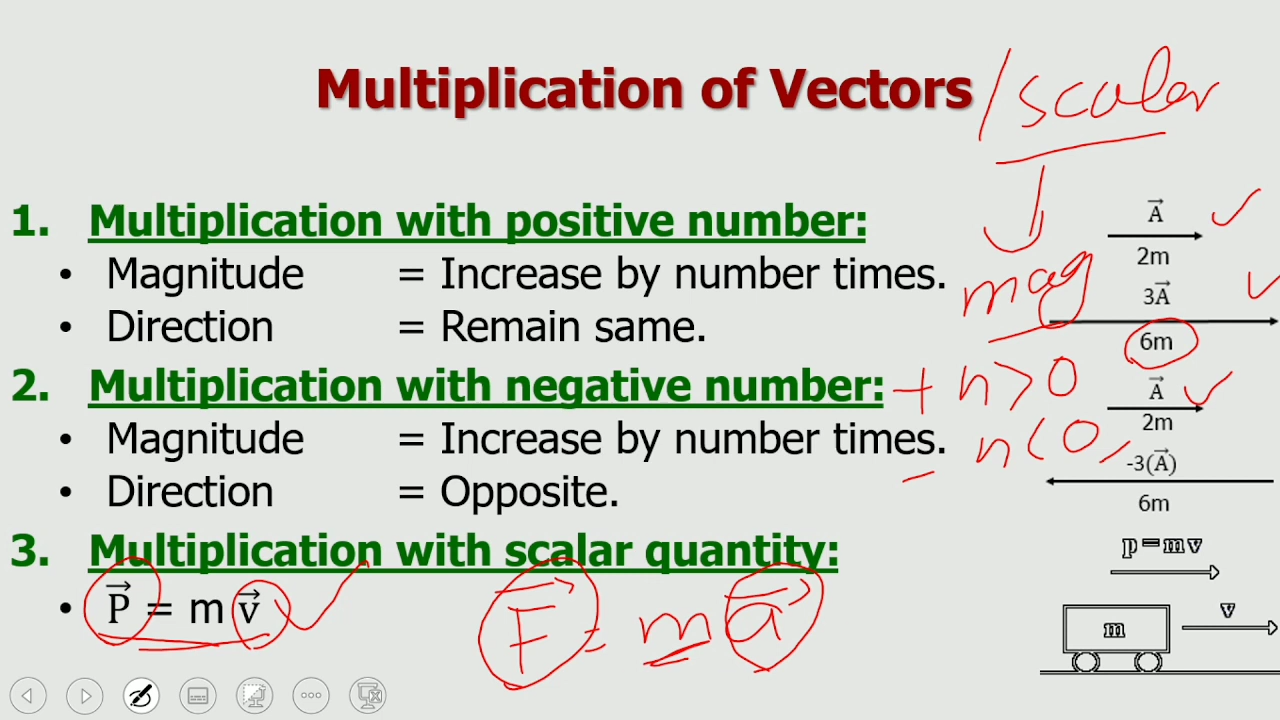 Multiplication of Vectors / scalar
1. Multiplication with positive number:
• Magnitude = Increase by number times.
• Direction = Remain same.
2. Multiplication with negative number:
• Magnitude = Increase by number times.
• Direction = Opposite.
3. Multiplication with scalar quantity:
• P⃗ = m v⃗
F⃗ = m a⃗
mag
+ n > 0
- n < 0,
A⃗
2m
3A⃗
6m
A⃗
2m
-3(A⃗)
6m
p=mv
m
v